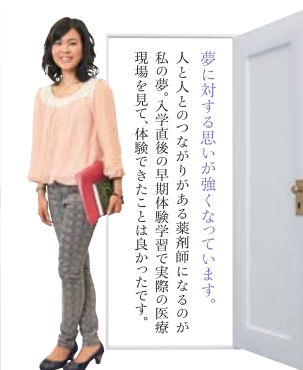 夢に対する思いが強くなっています。
人と人とのつながりがある薬剤師になるのが
私の夢。入学直後の早期体験学習で実際の医療
現場を見て、体験できたことは良かったです。